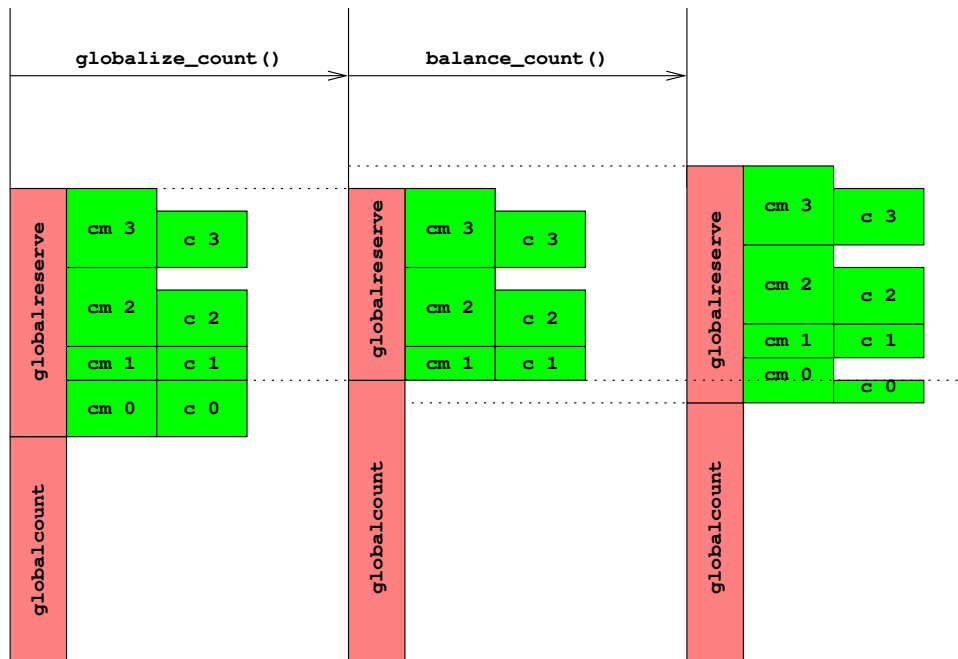 globalize_count()
balance_count()
globalreserve
cm 3
c 3
cm 2
c 2
cm 1
c 1
cm 0
c 0
globalcount
globalreserve
cm 3
c 3
cm 2
c 2
cm 1
c 1
globalcount
globalreserve
cm 3
c 3
cm 2
c 2
cm 1
c 1
cm 0
c 0
globalcount